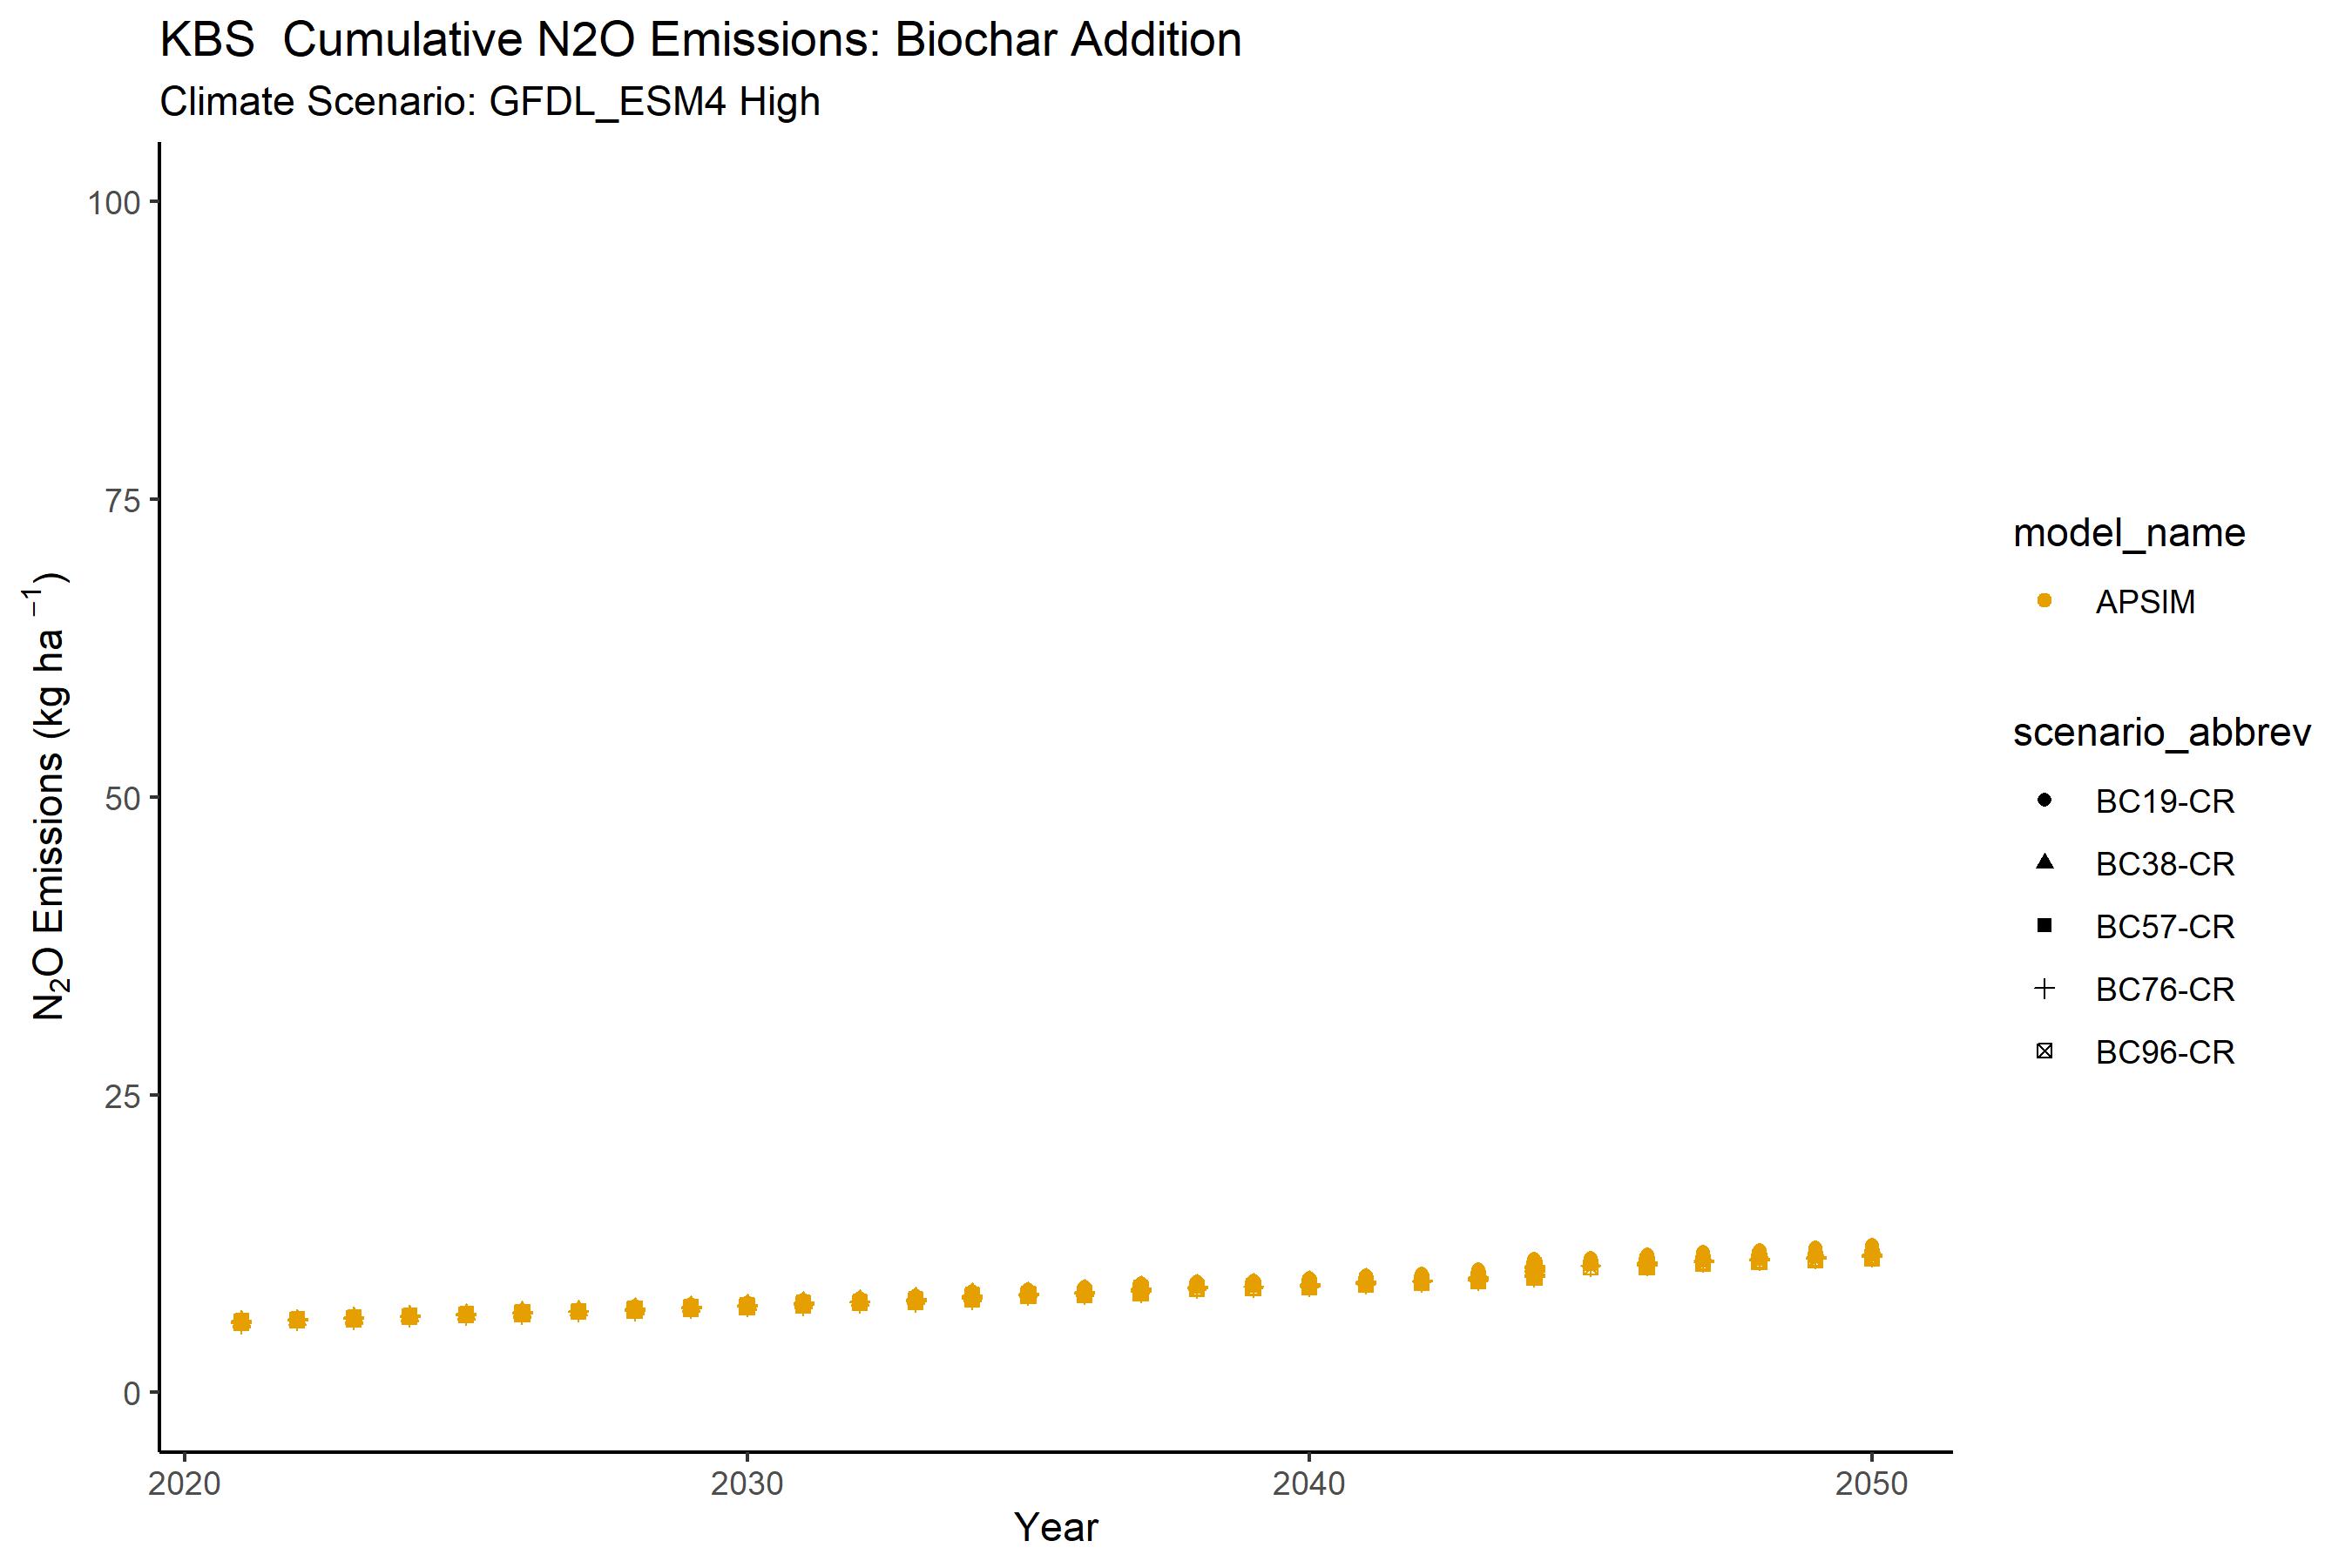 KBS  Cumulative N2O Emissions: Biochar Addition
Climate Scenario: GFDL_ESM4 High
N₂O Emissions (kg ha ⁻¹)
100
75
50
25
0
2020 2030 2040 2050
Year
model_name
APSIM
scenario_abbrev
BC19-CR
BC38-CR
BC57-CR
BC76-CR
BC96-CR